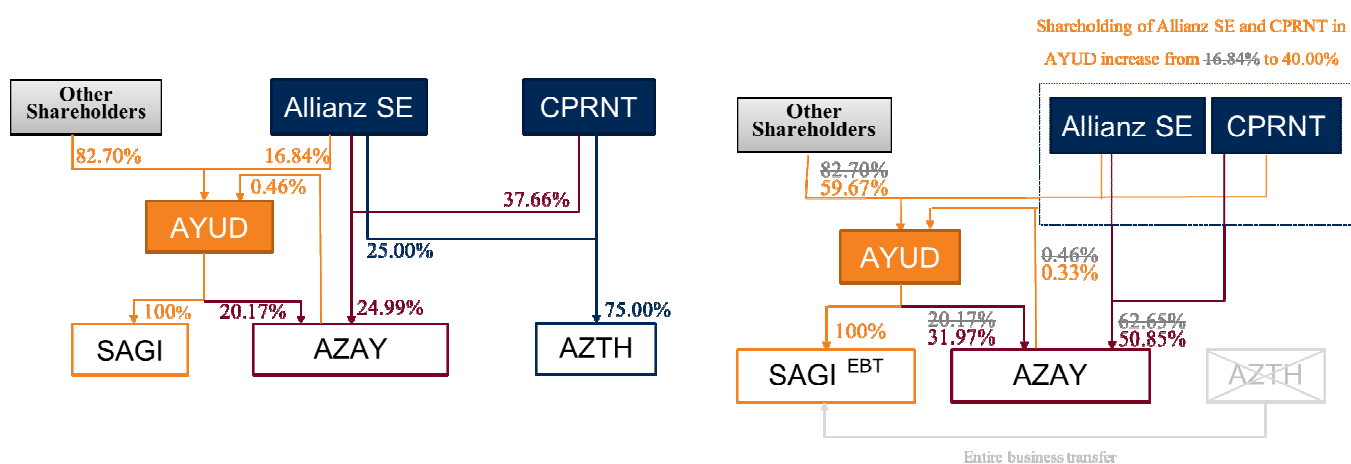 Other
Shareholders
Allianz SE
CPRNT
82.70%
16.84%
0.46%
37.66%
AYUD
25.00%
100%
20.17%
24.99%
75.00%
SAGI
AZAY
AZTH
Shareholding of Allianz SE and CPRNT in
AYUD increase from 16.84% to 40.00%
Other
Shareholders
Allianz SE
CPRNT
82.70%
59.67%
AYUD
0.46%
0.33%
100%
20.17%
31.97%
62.65%
50.85%
SAGI EBT
AZAY
AZTH
Entire business transfer